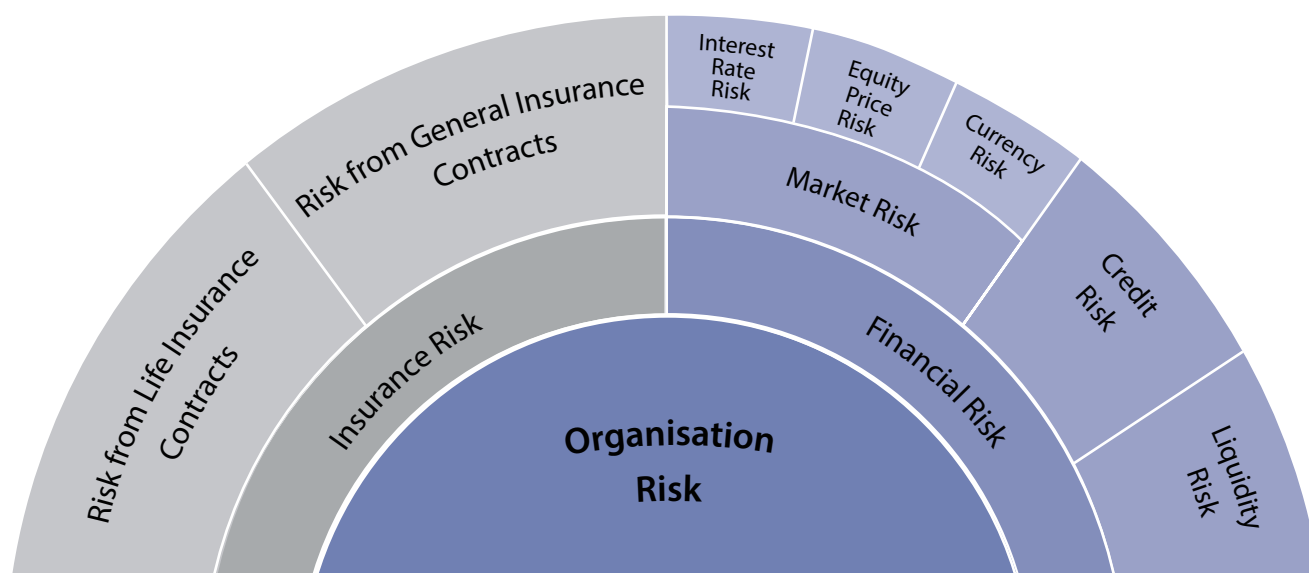 Interest
Rate
Risk
Equity
Price
Risk
Currency
Risk
Risk from General Insurance
Contracts
Market Risk
Credit
Risk
Risk from Life Insurance
Contracts
Insurance Risk
Financial Risk
Liquidity
Risk
Organisation
Risk